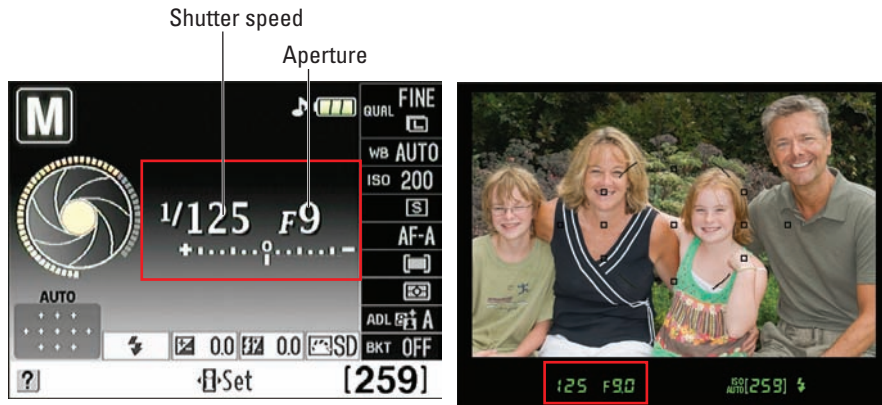 Shutter speed
Aperture
M
QUAL FINE
L
WB AUTO
ISO 200
1/125 F9
S
AF-A
+ 0 −
AUTO
ADL A
0.0 0.0 SD BKT OFF
? Set [259]
125 F9.0 ISO AUTO [259]